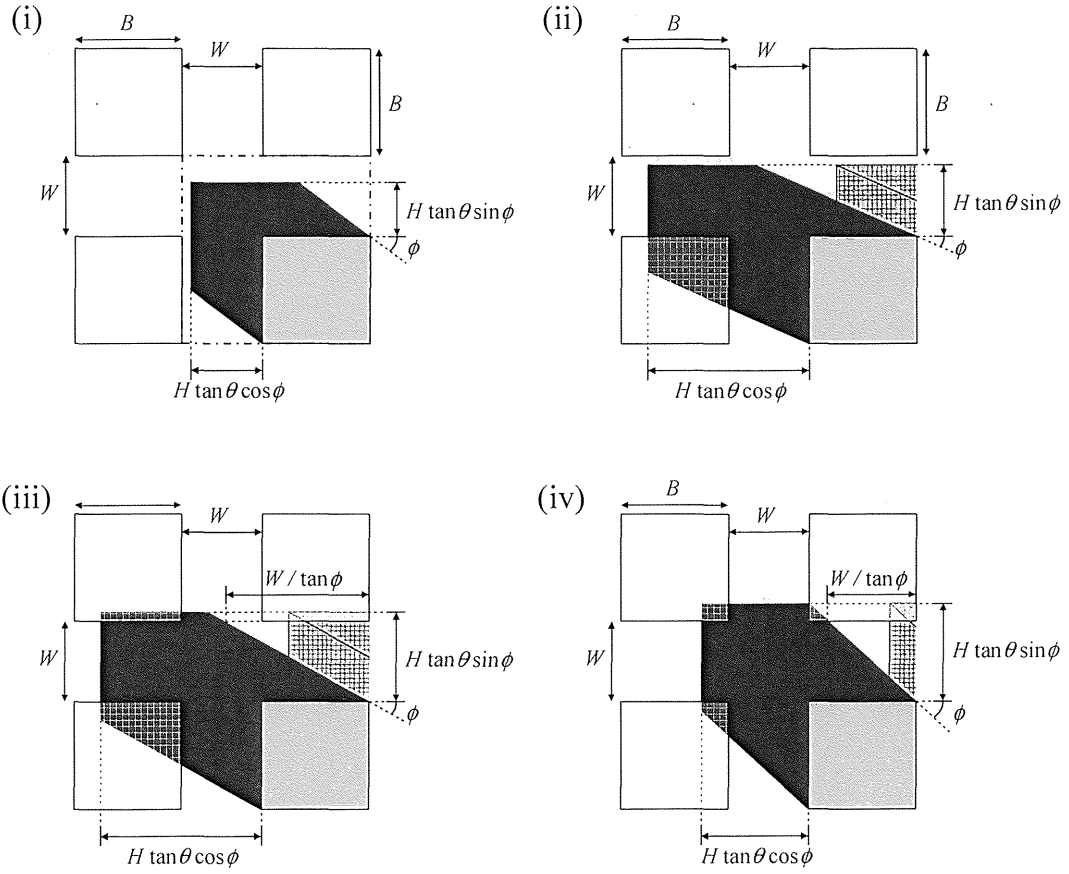 (i)
B
W
B
W
H tanθ sinφ
φ
H tanθ cosφ
(ii)
B
W
B
W
H tanθ sinφ
φ
H tanθ cosφ
(iii)
W
W / tanφ
W
H tanθ sinφ
φ
H tanθ cosφ
(iv)
B
W
W / tanφ
W
H tanθ sinφ
φ
H tanθ cosφ